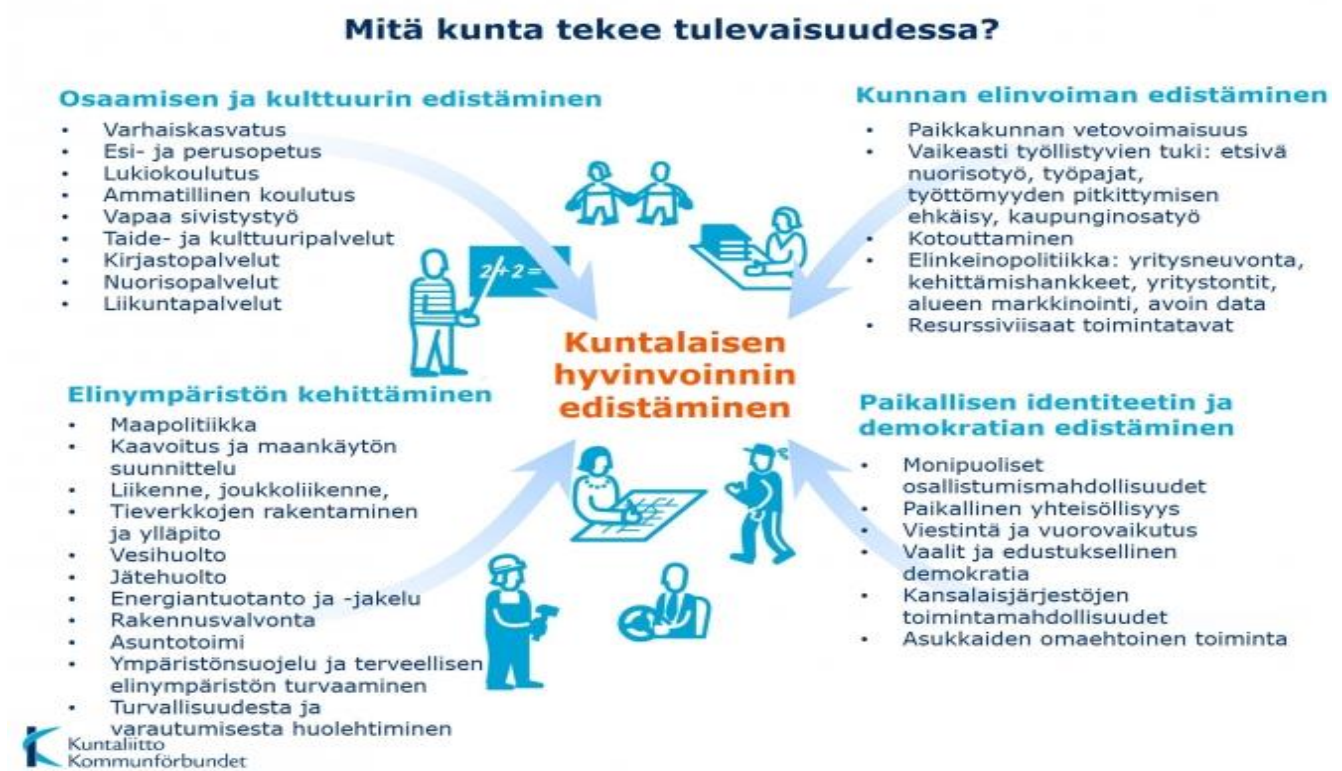 Mitä kunta tekee tulevaisuudessa?
Osaamisen ja kulttuurin edistäminen
• Varhaiskasvatus
• Esi- ja perusopetus
• Lukiokoulutus
• Ammatillinen koulutus
• Vapaa sivistystyö
• Taide- ja kulttuuripalvelut
• Kirjastopalvelut
• Nuorisopalvelut
• Liikuntapalvelut
2+2=
Kunnan elinvoiman edistäminen
• Paikkakunnan vetovoimaisuus
• Vaikeasti työllistyvien tuki: etsivä
nuorisotyö, työpajat,
työttömyyden pitkittymisen
ehkäisy, kaupunginosatyö
• Kotouttaminen
• Elinkeinopolitiikka: yritysneuvonta,
kehittämishankkeet, yritystontit,
alueen markkinointi, avoin data
• Resurssiviisaat toimintatavat
Kuntalaisen
hyvinvoinnin
edistäminen
Elinympäristön kehittäminen
• Maapolitiikka
• Kaavoitus ja maankäytön
suunnittelu
• Liikenne, joukkoliikenne,
• Tieverkkojen rakentaminen
ja ylläpito
• Vesihuolto
• Jätehuolto
• Energiantuotanto ja -jakelu
• Rakennusvalvonta
• Asuntotoimi
• Ympäristönsuojelu ja terveellisen
elinympäristön turvaaminen
• Turvallisuudesta ja
varautumisesta huolehtiminen
Paikallisen identiteetin ja
demokratian edistäminen
• Monipuoliset
osallistumismahdollisuudet
• Paikallinen yhteisöllisyys
• Viestintä ja vuorovaikutus
• Vaalit ja edustuksellinen
demokratia
• Kansalaisjärjestöjen
toimintamahdollisuudet
• Asukkaiden omaehtoinen toiminta
Kuntaliitto
Kommunförbundet